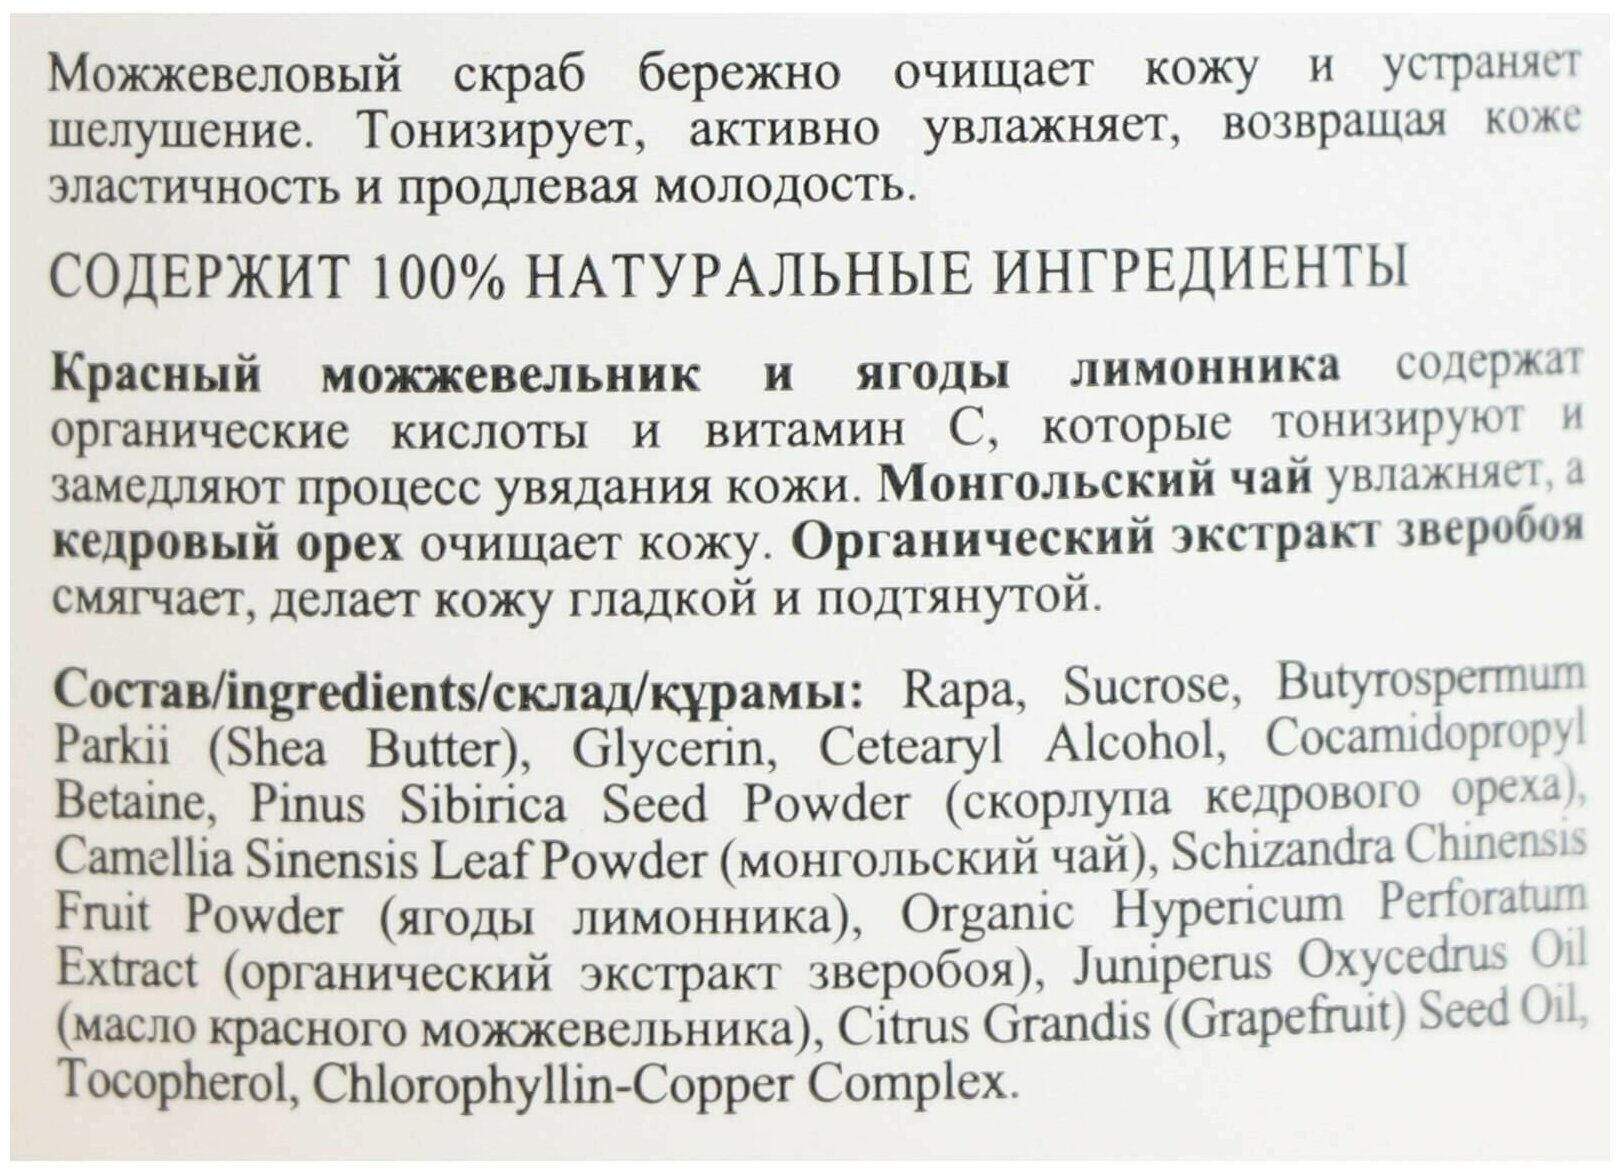 Можжевеловый скраб бережно очищает кожу и устраняет
шелушение. Тонизирует, активно увлажняет, возвращая коже
эластичность и продлевая молодость.
СОДЕРЖИТ 100% НАТУРАЛЬНЫЕ ИНГРЕДИЕНТЫ
Красный можжевельник и ягоды лимонника содержат
органические кислоты и витамин С, которые тонизируют и
замедляют процесс увядания кожи. Монгольский чай увлажняет, а
кедровый орех очищает кожу. Органический экстракт зверобоя
смягчает, делает кожу гладкой и подтянутой.
Состав/ingredients/склад/құрамы: Rapa, Sucrose, Butyrospermum
Parkii (Shea Butter), Glycerin, Cetearyl Alcohol, Cocamidopropyl
Betaine, Pinus Sibirica Seed Powder (скорлупа кедрового ореха),
Camellia Sinensis Leaf Powder (монгольский чай), Schizandra Chinensis
Fruit Powder (ягоды лимонника), Organic Hypericum Perforatum
Extract (органический экстракт зверобоя), Juniperus Oxycedrus Oil
(масло красного можжевельника), Citrus Grandis (Grapefruit) Seed Oil,
Tocopherol, Chlorophyllin-Copper Complex.